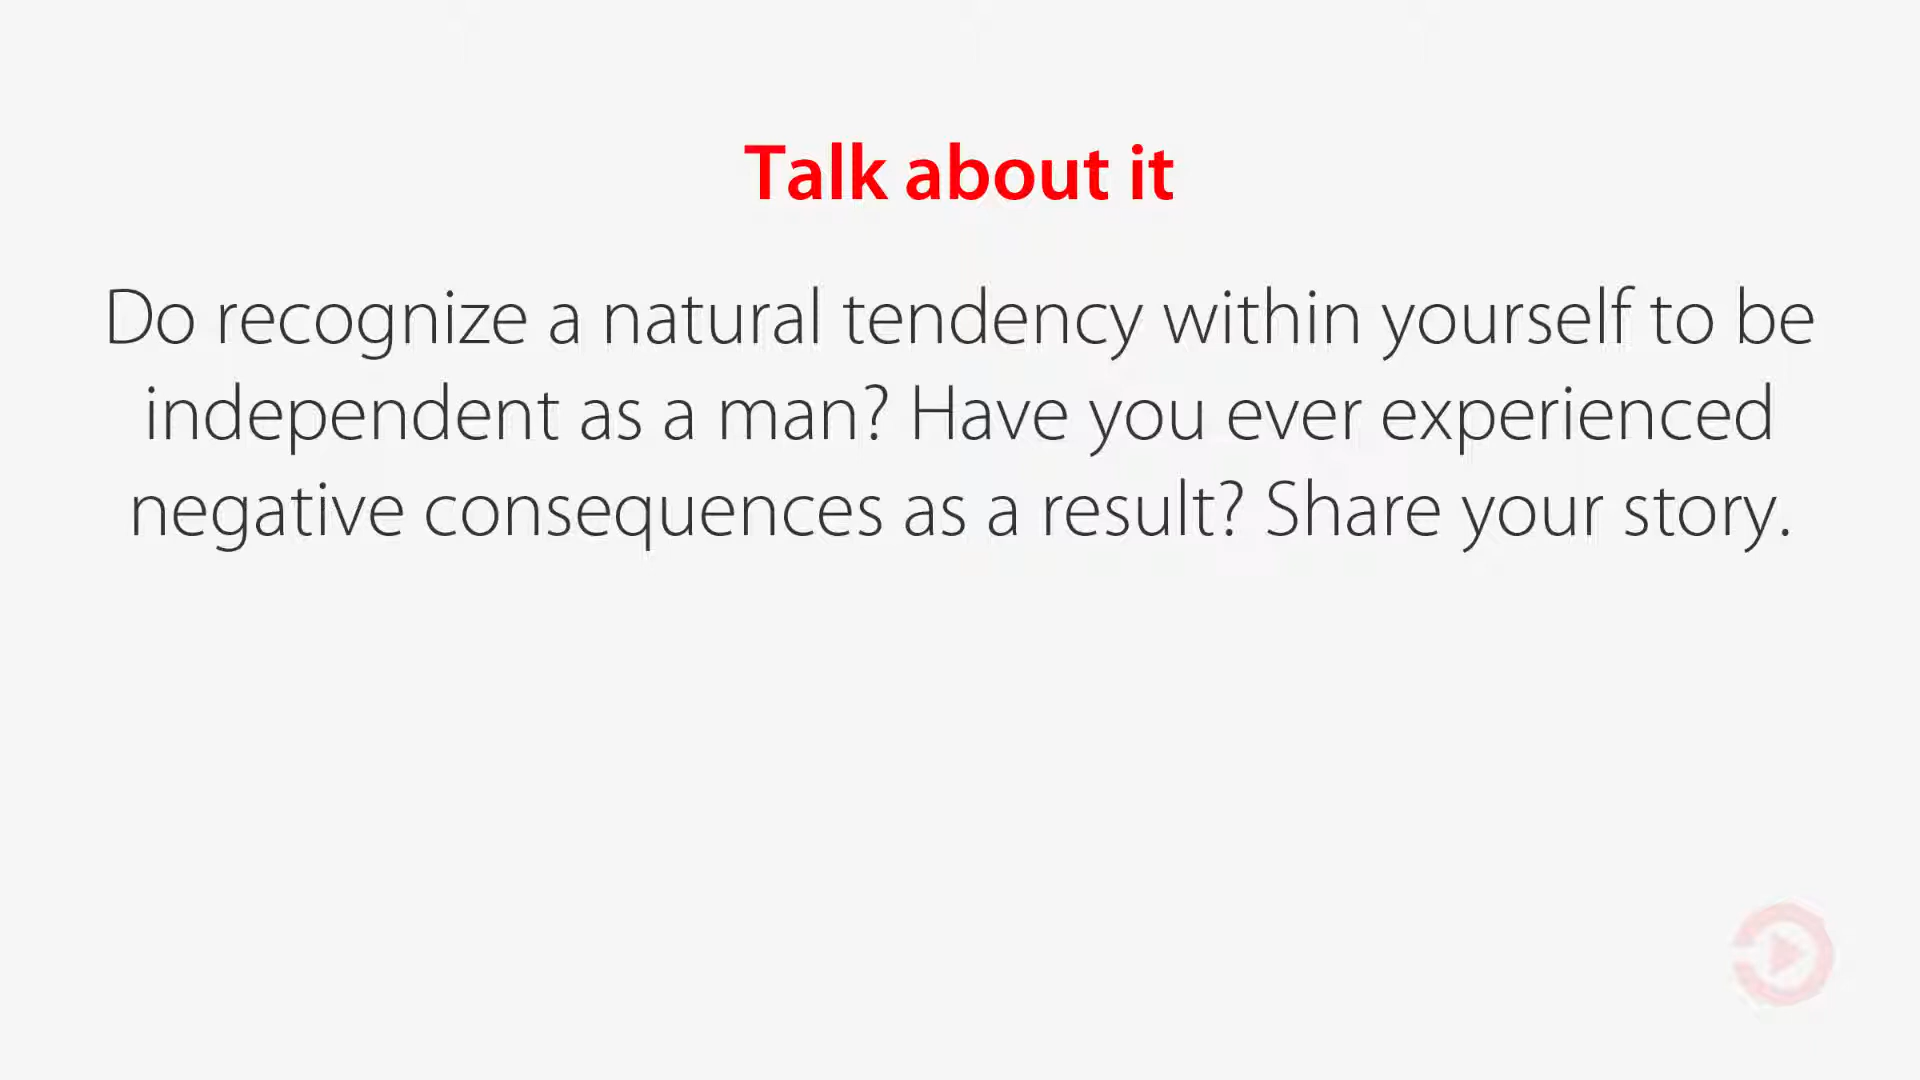 Talk about it
Do recognize a natural tendency within yourself to be
independent as a man? Have you ever experienced
negative consequences as a result? Share your story.